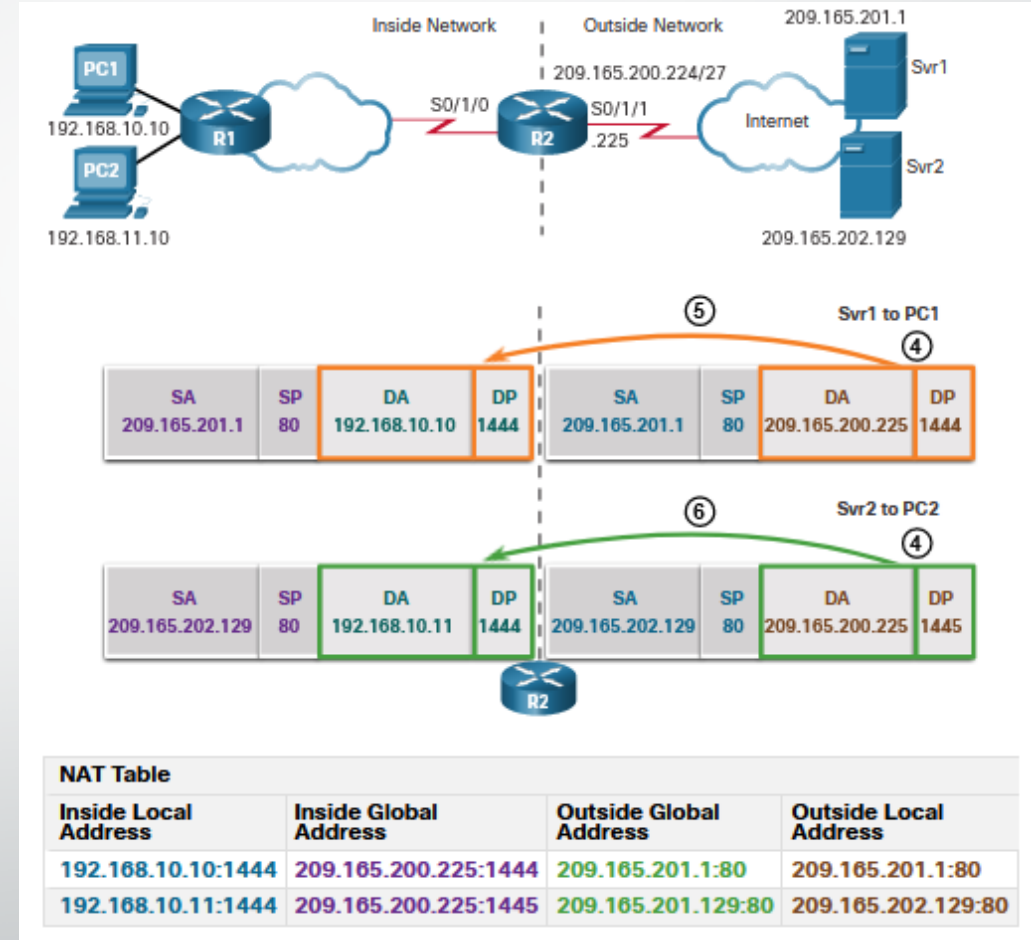 Inside Network
Outside Network
209.165.201.1
PC1
209.165.200.224/27
Svr1
192.168.10.10
R1
S0/1/0
R2
S0/1/1
.225
Internet
PC2
Svr2
192.168.11.10
209.165.202.129
5
Svr1 to PC1
4
SA SP DA DP SA SP DA DP
209.165.201.1 80 192.168.10.10 1444 209.165.201.1 80 209.165.200.225 1444
6
Svr2 to PC2
4
SA SP DA DP SA SP DA DP
209.165.202.129 80 192.168.10.11 1444 209.165.202.129 80 209.165.200.225 1445
R2
NAT Table
Inside Local Address Inside Global Address Outside Global Address Outside Local Address
192.168.10.10:1444 209.165.200.225:1444 209.165.201.1:80 209.165.201.1:80
192.168.10.11:1444 209.165.200.225:1445 209.165.201.129:80 209.165.202.129:80